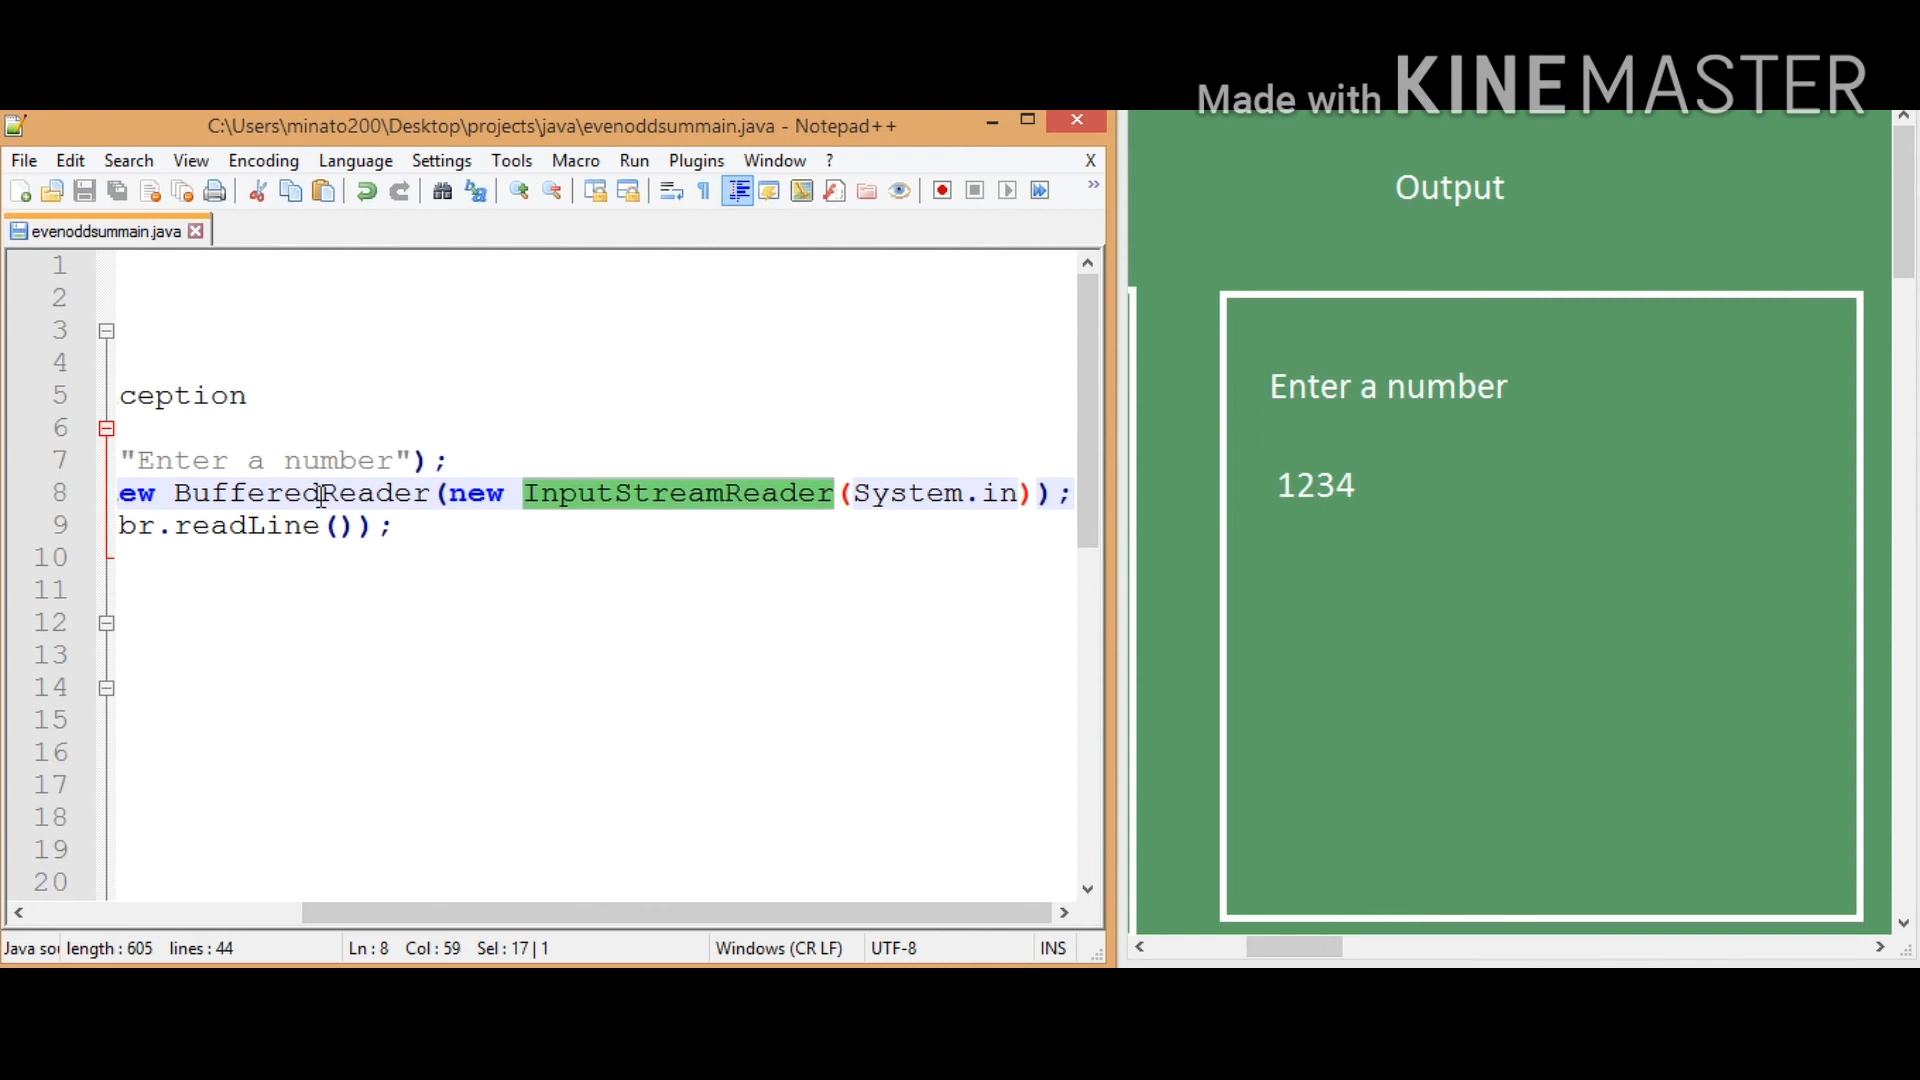 Made with KINEMASTER
C:\Users\minato200\Desktop\projects\java\evenoddsummain.java - Notepad++
File Edit Search View Encoding Language Settings Tools Macro Run Plugins Window ? X
evenoddsummain.java
1
2
3
4
5 ception
6
7 "Enter a number");
8 ew BufferedReader(new InputStreamReader(System.in));
9 br.readLine());
10
11
12
13
14
15
16
17
18
19
20
Java so length : 605 lines : 44 Ln : 8 Col : 59 Sel : 17 | 1 Windows (CR LF) UTF-8 INS
Output
Enter a number
1234